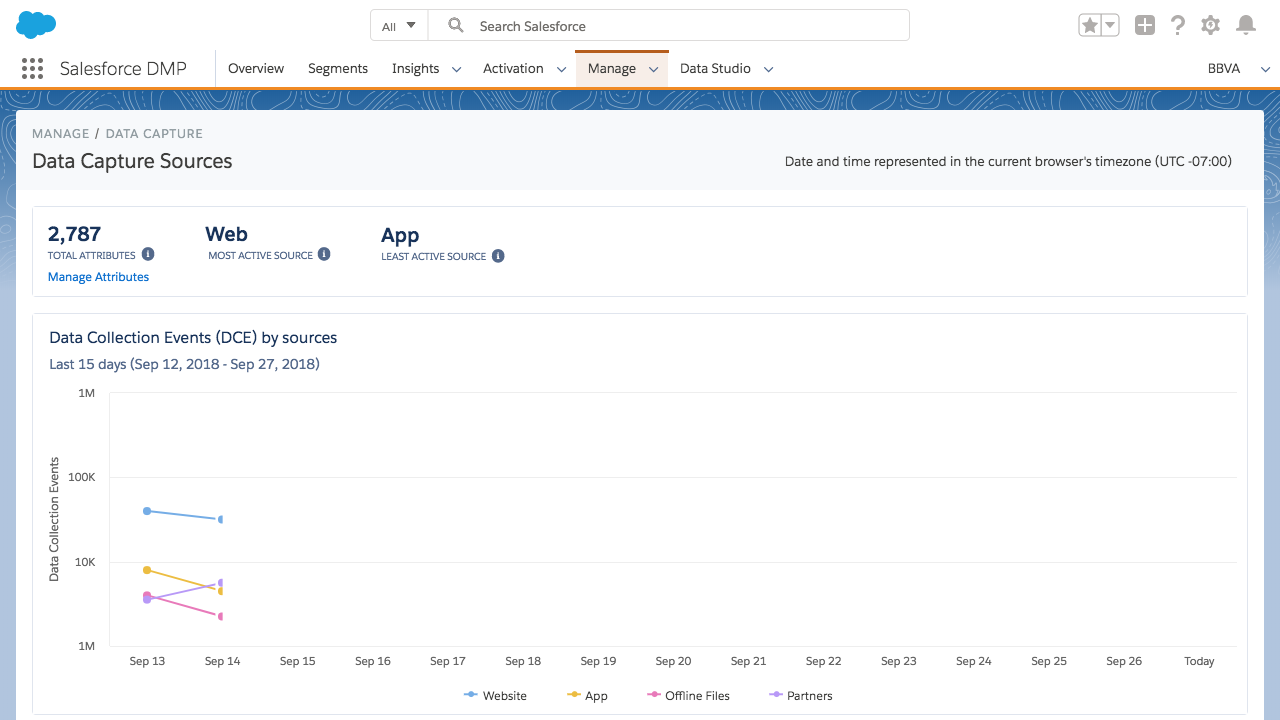 All
Search Salesforce
Salesforce DMP
Overview
Segments
Insights
Activation
Manage
Data Studio
BBVA
MANAGE / DATA CAPTURE
Data Capture Sources
Date and time represented in the current browser's timezone (UTC -07:00)
2,787
TOTAL ATTRIBUTES
Manage Attributes
Web
MOST ACTIVE SOURCE
App
LEAST ACTIVE SOURCE
Data Collection Events (DCE) by sources
Last 15 days (Sep 12, 2018 - Sep 27, 2018)
Data Collection Events
1M
100K
10K
1M
Sep 13 Sep 14 Sep 15 Sep 16 Sep 17 Sep 18 Sep 19 Sep 20 Sep 21 Sep 22 Sep 23 Sep 24 Sep 25 Sep 26 Today
Website App Offline Files Partners